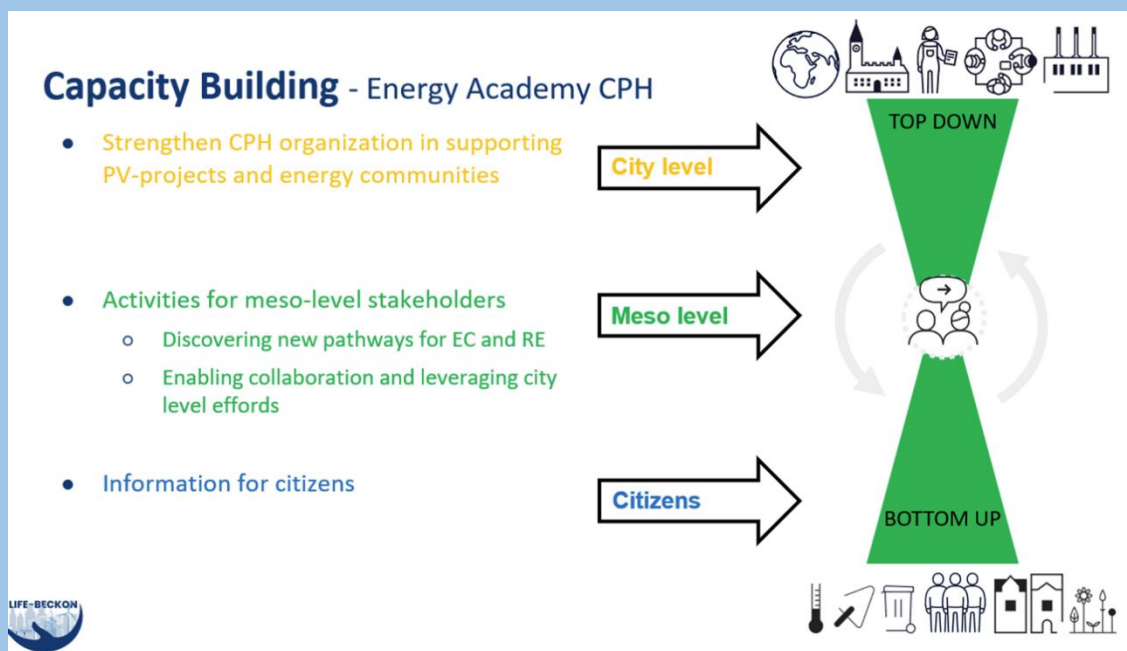 Capacity Building - Energy Academy CPH
● Strengthen CPH organization in supporting
PV-projects and energy communities
City level
TOP DOWN
● Activities for meso-level stakeholders
○ Discovering new pathways for EC and RE
○ Enabling collaboration and leveraging city
level effords
Meso level
● Information for citizens
Citizens
BOTTOM UP
LIFE-BECKON